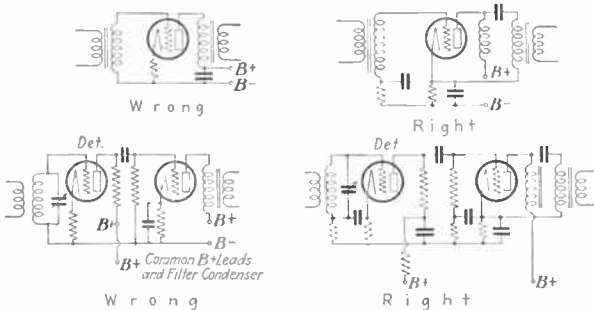 B+
B-
Wrong
B+
B-
Right
Det.
B+
B+
B-
B+
Common B+ Leads
and Filter Condenser
Wrong
Det
B+
B+
Right